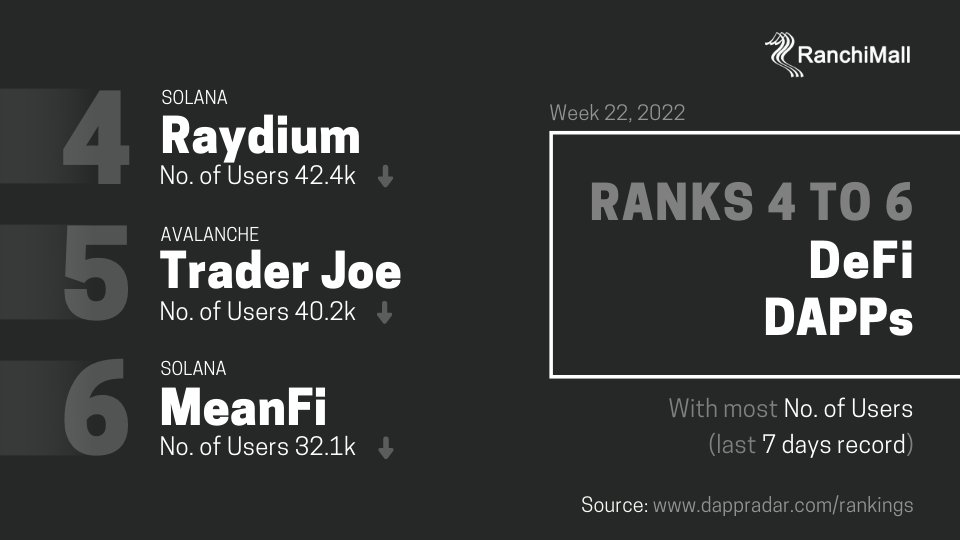 RanchiMall
4
SOLANA
Raydium
No. of Users 42.4k
5
AVALANCHE
Trader Joe
No. of Users 40.2k
6
SOLANA
MeanFi
No. of Users 32.1k
Week 22, 2022
RANKS 4 TO 6
DeFi
DAPPs
With most No. of Users
(last 7 days record)
Source: www.dappradar.com/rankings